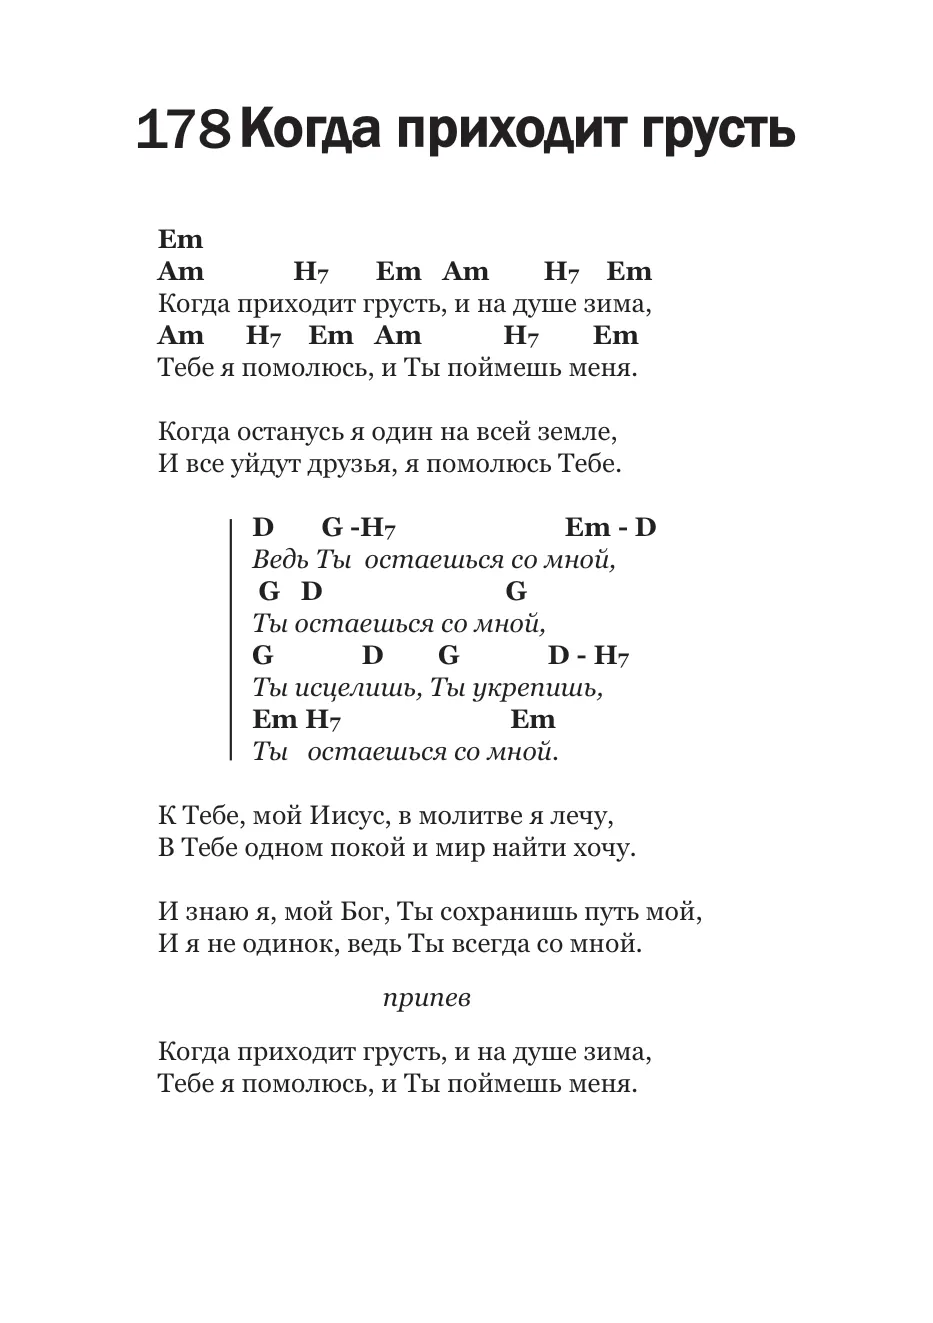 178 Когда приходит грусть
Em
Am H7 Em Am H7 Em
Когда приходит грусть, и на душе зима,
Am H7 Em Am H7 Em
Тебе я помолюсь, и Ты поймешь меня.
Когда останусь я один на всей земле,
И все уйдут друзья, я помолюсь Тебе.
D G -H7 Em - D
Ведь Ты остаешься со мной,
G D G
Ты остаешься со мной,
G D G D - H7
Ты исцелишь, Ты укрепишь,
Em H7 Em
Ты остаешься со мной.
К Тебе, мой Иисус, в молитве я лечу,
В Тебе одном покой и мир найти хочу.
И знаю я, мой Бог, Ты сохранишь путь мой,
И я не одинок, ведь Ты всегда со мной.
припев
Когда приходит грусть, и на душе зима,
Тебе я помолюсь, и Ты поймешь меня.